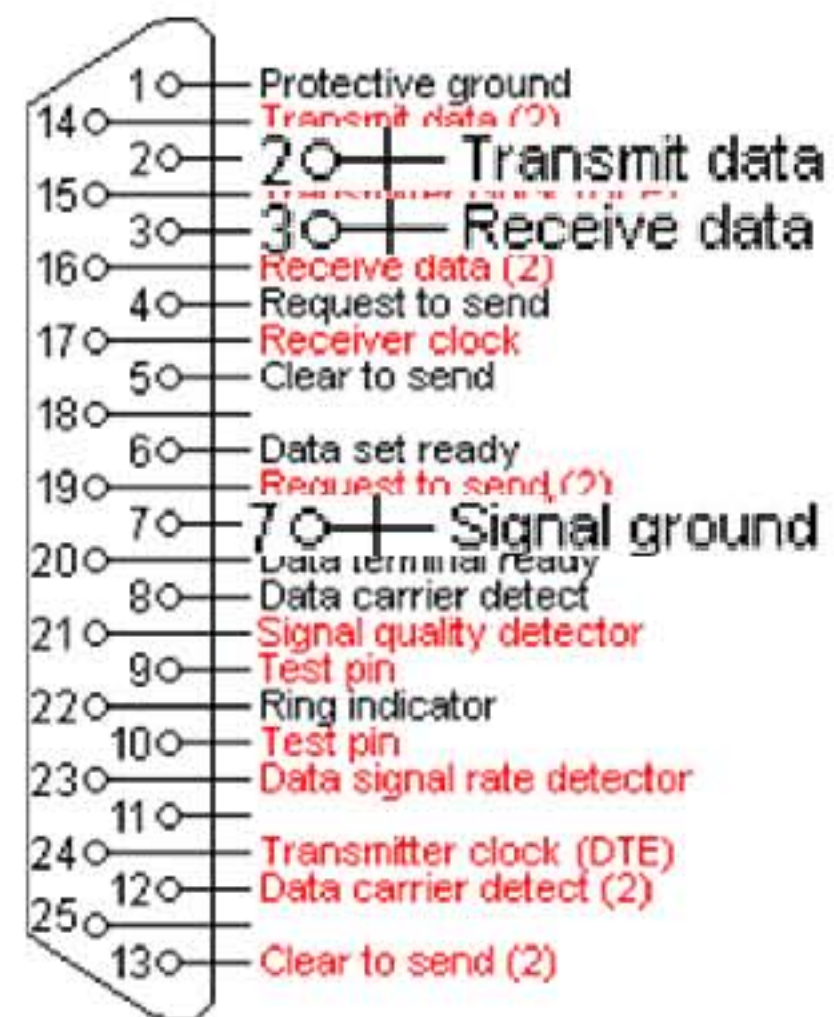 1 Protective ground
14 Transmit data (2)
2 2 Transmit data
15
3 3 Receive data
16 Receive data (2)
4 Request to send
17 Receiver clock
5 Clear to send
18
6 Data set ready
19 Request to send (2)
7 7 Signal ground
20 Data terminal ready
8 Data carrier detect
21 Signal quality detector
9 Test pin
22 Ring indicator
10 Test pin
23 Data signal rate detector
11
24 Transmitter clock (DTE)
12 Data carrier detect (2)
25
13 Clear to send (2)